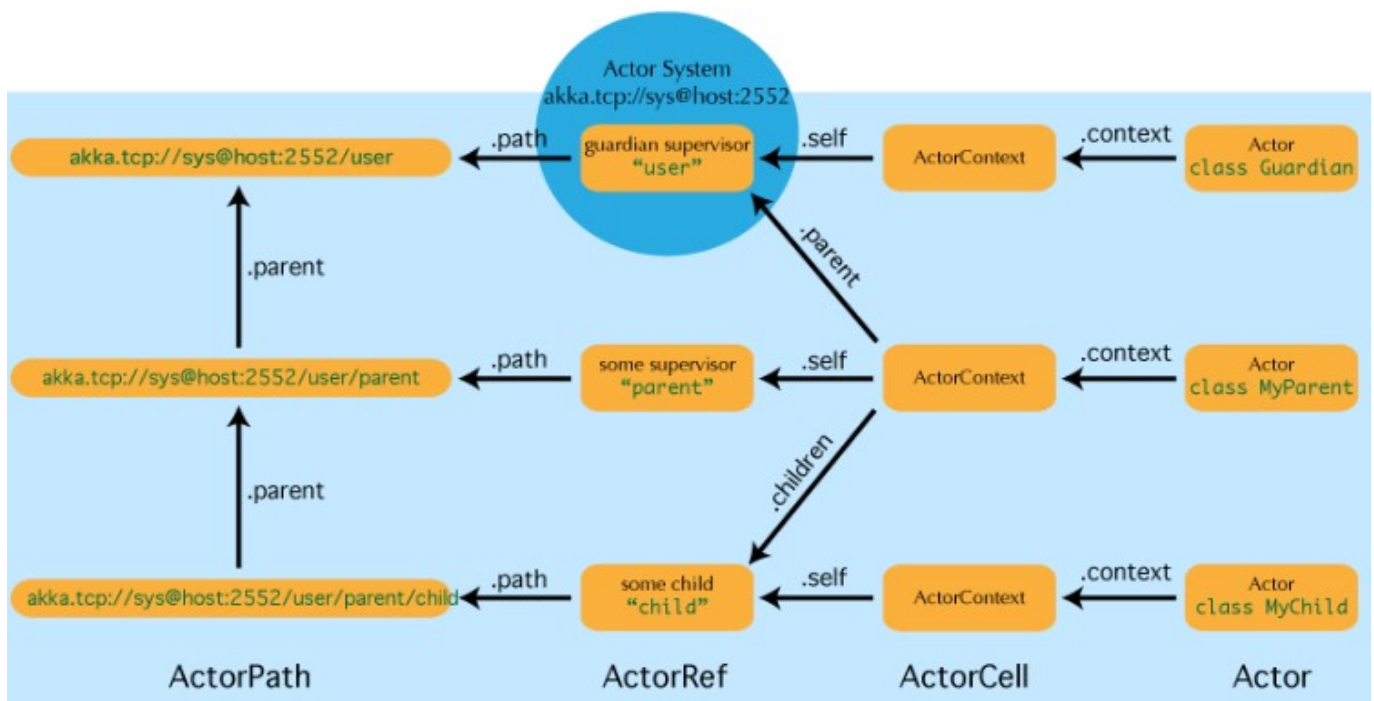 Actor System
akka.tcp://sys@host:2552
akka.tcp://sys@host:2552/user
.path
guardian supervisor
"user"
.self
ActorContext
.context
Actor
class Guardian
.parent
.parent
akka.tcp://sys@host:2552/user/parent
.path
some supervisor
"parent"
.self
ActorContext
.context
Actor
class MyParent
.parent
.children
akka.tcp://sys@host:2552/user/parent/child
.path
some child
"child"
.self
ActorContext
.context
Actor
class MyChild
ActorPath
ActorRef
ActorCell
Actor